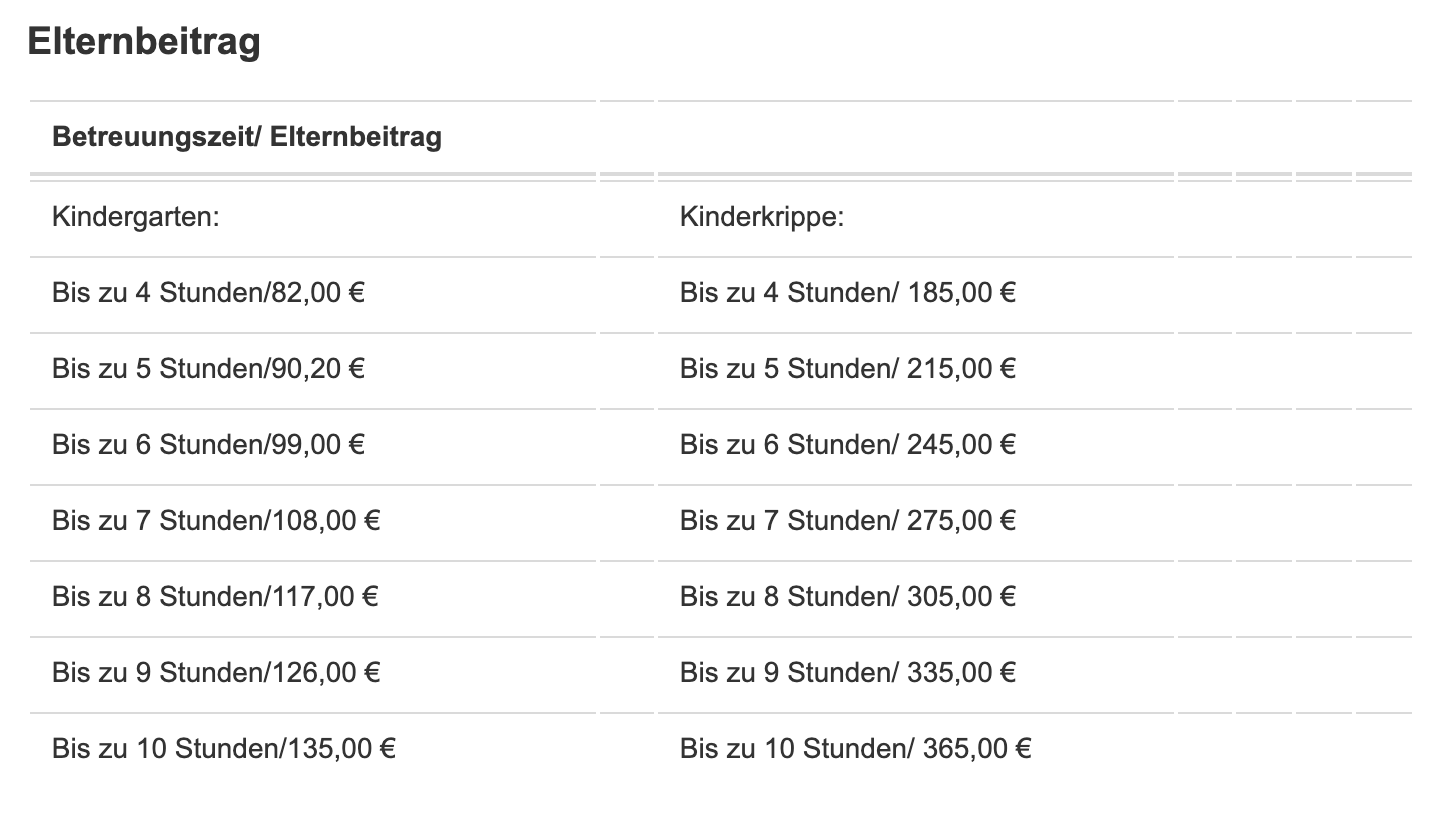 Elternbeitrag
Betreuungszeit/ Elternbeitrag
Kindergarten: Kinderkrippe:
Bis zu 4 Stunden/82,00 € Bis zu 4 Stunden/ 185,00 €
Bis zu 5 Stunden/90,20 € Bis zu 5 Stunden/ 215,00 €
Bis zu 6 Stunden/99,00 € Bis zu 6 Stunden/ 245,00 €
Bis zu 7 Stunden/108,00 € Bis zu 7 Stunden/ 275,00 €
Bis zu 8 Stunden/117,00 € Bis zu 8 Stunden/ 305,00 €
Bis zu 9 Stunden/126,00 € Bis zu 9 Stunden/ 335,00 €
Bis zu 10 Stunden/135,00 € Bis zu 10 Stunden/ 365,00 €